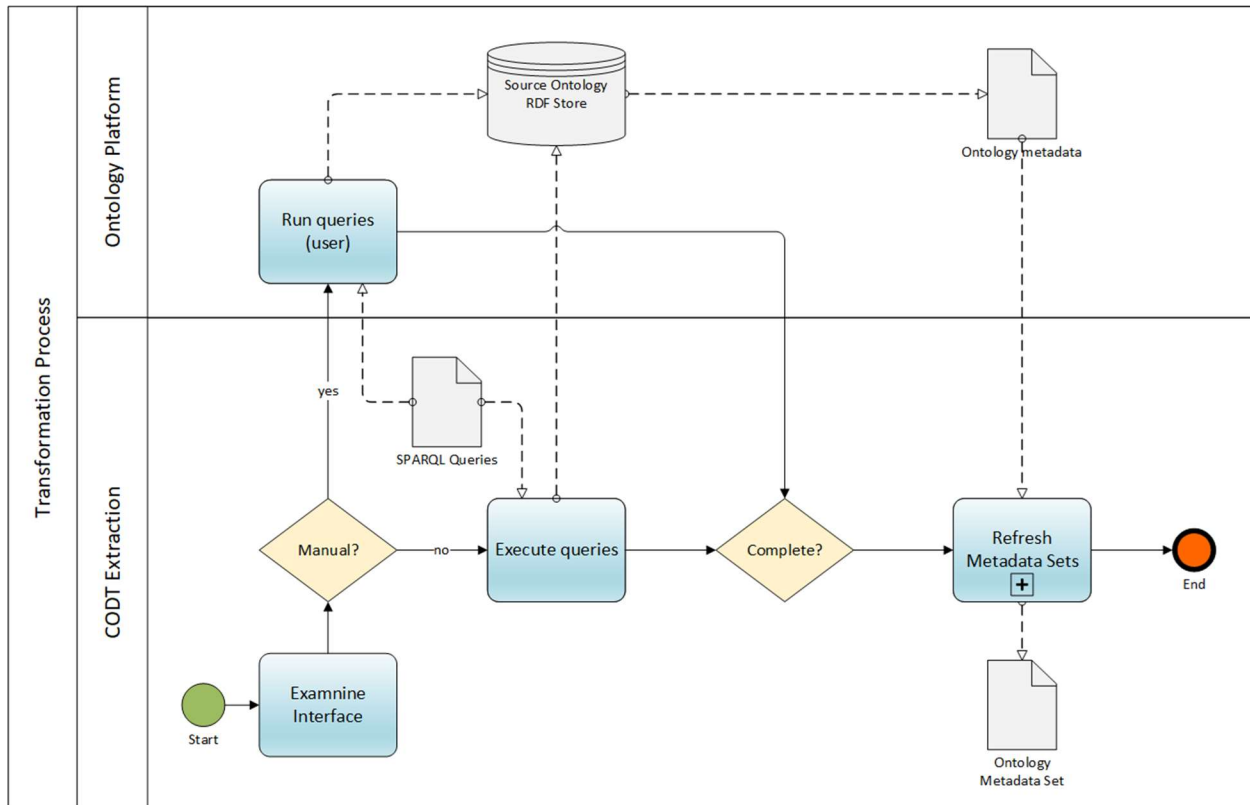 Transformation Process
Ontology Platform
CODT Extraction
Source Ontology
RDF Store
Ontology metadata
Run queries
(user)
yes
SPARQL Queries
Manual?
no
Execute queries
Complete?
Refresh
Metadata Sets
End
Examnine
Interface
Start
Ontology
Metadata Set